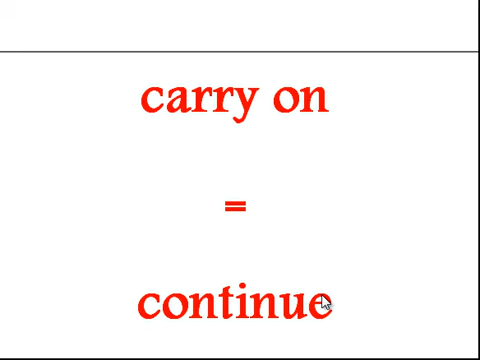 carry on
=
continue